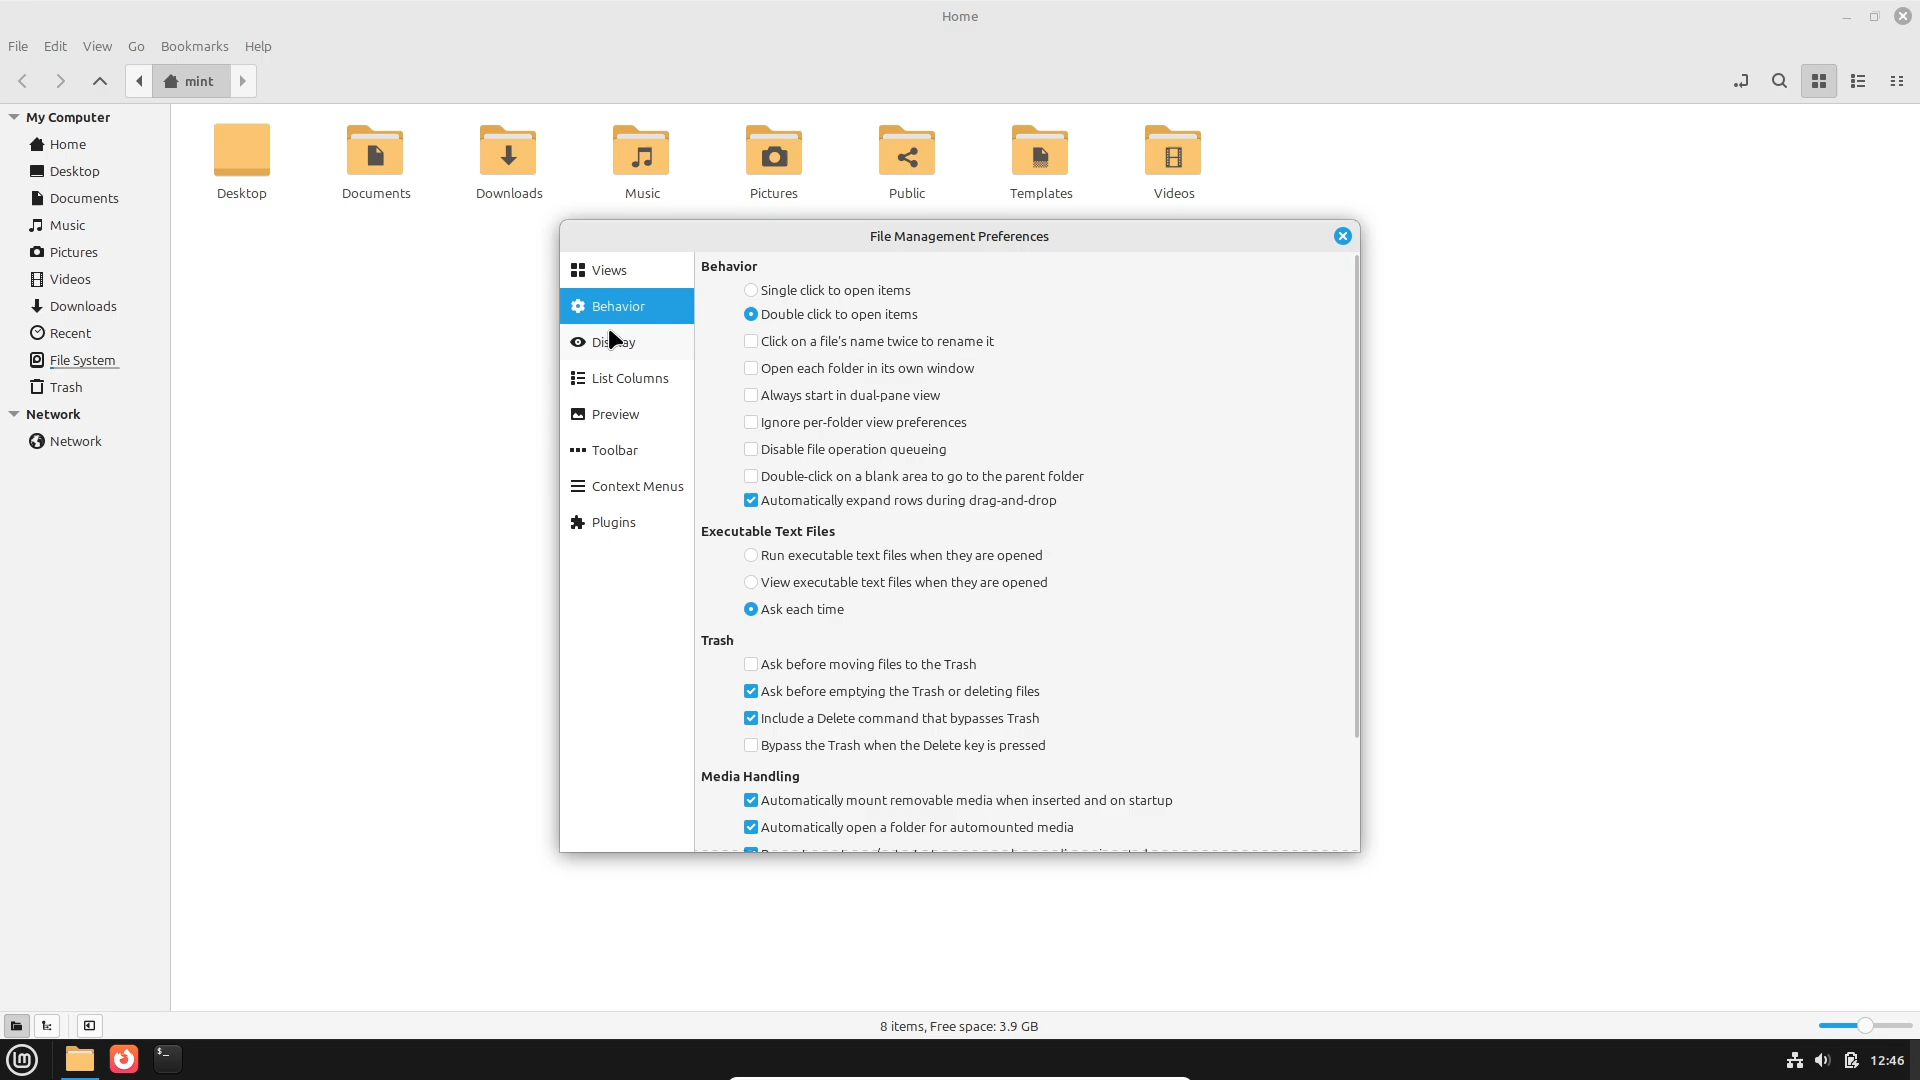 Home
File Edit View Go Bookmarks Help
mint
My Computer
Home
Desktop
Documents
Music
Pictures
Videos
Downloads
Recent
File System
Trash
Network
Network
Desktop Documents Downloads Music Pictures Public Templates Videos
File Management Preferences
Views
Behavior
Display
List Columns
Preview
Toolbar
Context Menus
Plugins
Behavior
Single click to open items
Double click to open items
Click on a file's name twice to rename it
Open each folder in its own window
Always start in dual-pane view
Ignore per-folder view preferences
Disable file operation queueing
Double-click on a blank area to go to the parent folder
Automatically expand rows during drag-and-drop
Executable Text Files
Run executable text files when they are opened
View executable text files when they are opened
Ask each time
Trash
Ask before moving files to the Trash
Ask before emptying the Trash or deleting files
Include a Delete command that bypasses Trash
Bypass the Trash when the Delete key is pressed
Media Handling
Automatically mount removable media when inserted and on startup
Automatically open a folder for automounted media
8 items, Free space: 3.9 GB
12:46